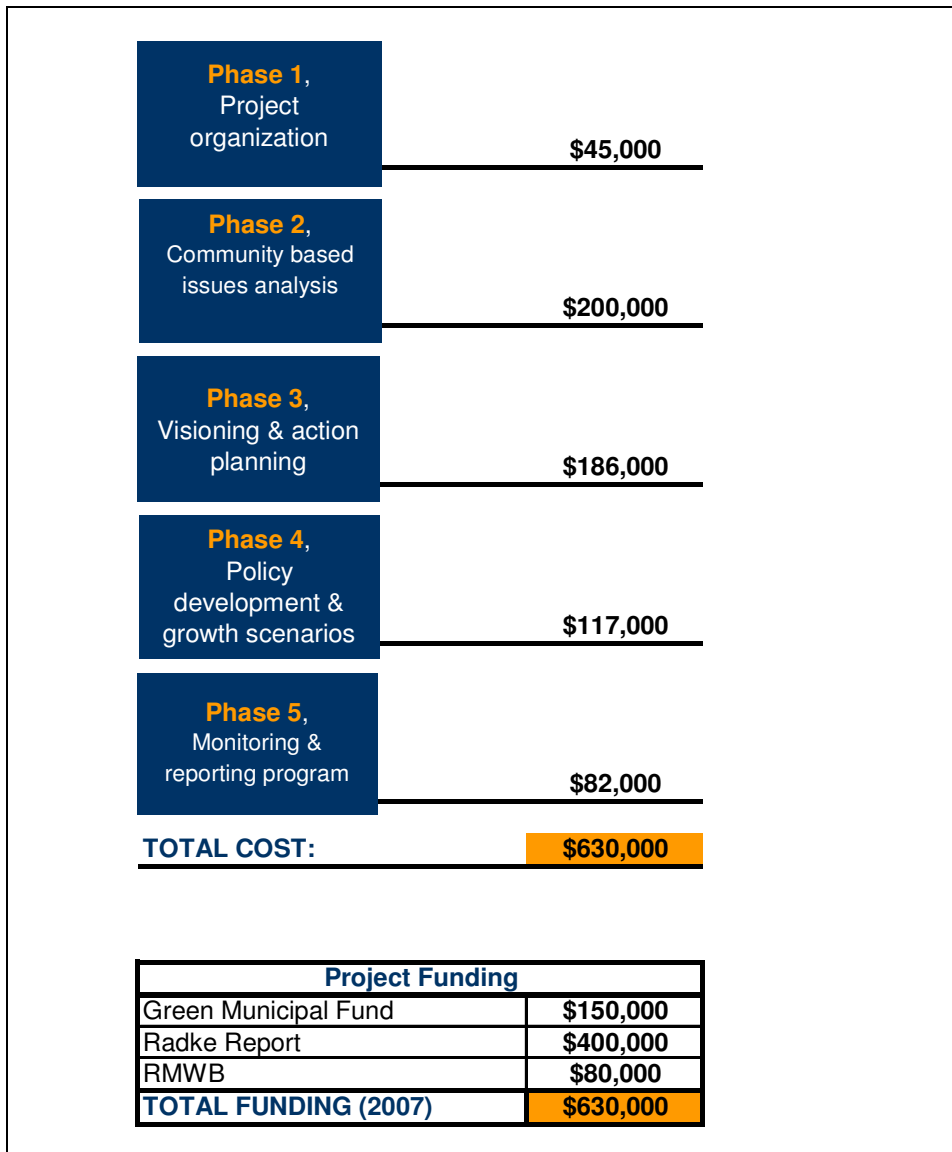 Phase 1,
Project
organization
$45,000
Phase 2,
Community based
issues analysis
$200,000
Phase 3,
Visioning & action
planning
$186,000
Phase 4,
Policy
development &
growth scenarios
$117,000
Phase 5,
Monitoring &
reporting program
$82,000
TOTAL COST: $630,000
Project Funding
Green Municipal Fund $150,000
Radke Report $400,000
RMWB $80,000
TOTAL FUNDING (2007) $630,000